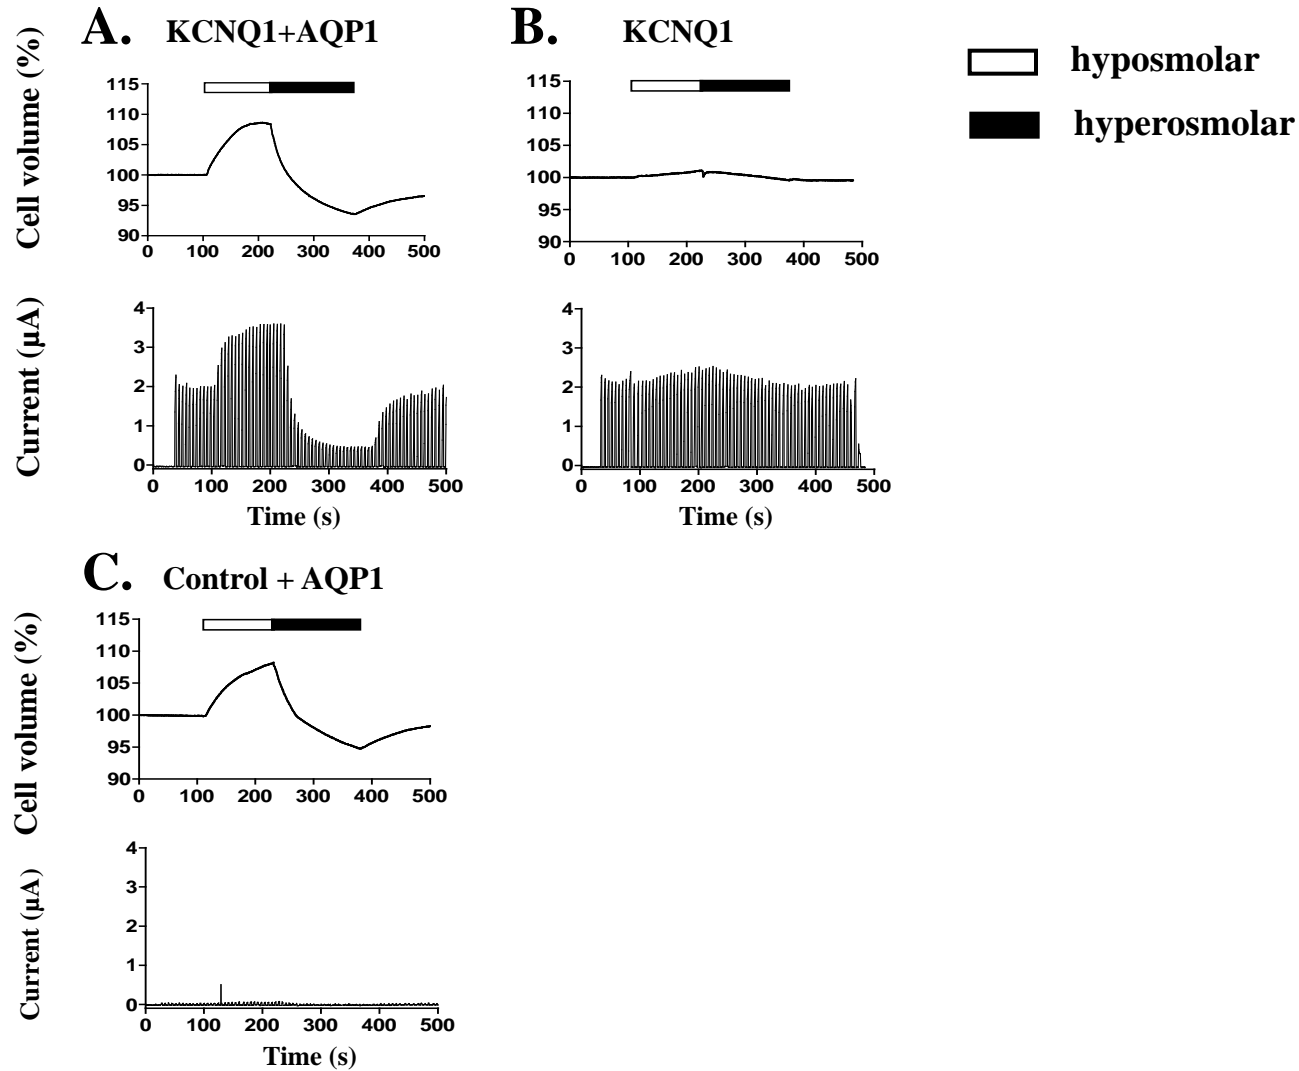 A. KCNQ1+AQP1
Cell volume (%)
115
110
105
100
95
90
0 100 200 300 400 500
Current (µA)
4
3
2
1
0
0 100 200 300 400 500
Time (s)
B. KCNQ1
115
110
105
100
95
90
0 100 200 300 400 500
4
3
2
1
0
0 100 200 300 400 500
Time (s)
hyposmolar
hyperosmolar
C. Control + AQP1
Cell volume (%)
115
110
105
100
95
90
0 100 200 300 400 500
Current (µA)
4
3
2
1
0
0 100 200 300 400 500
Time (s)